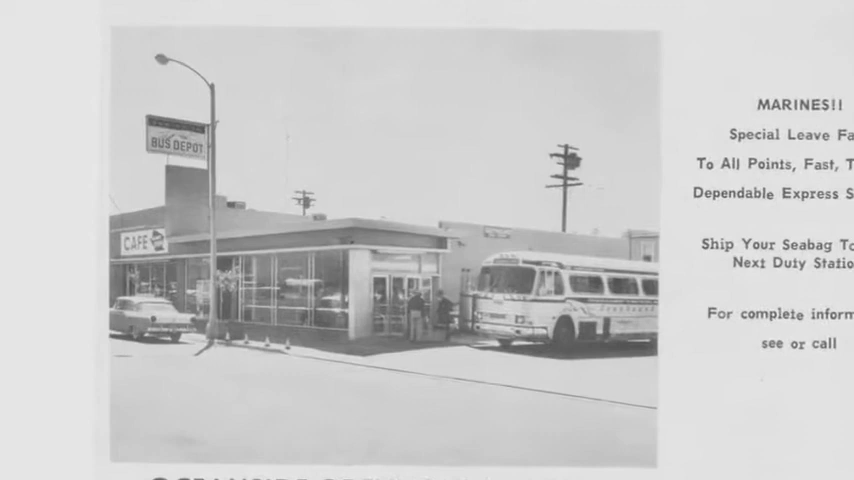 BUS DEPOT
CAFE
MARINES!!
Special Leave Fa
To All Points, Fast, T
Dependable Express S
Ship Your Seabag To
Next Duty Statio
For complete inform
see or call